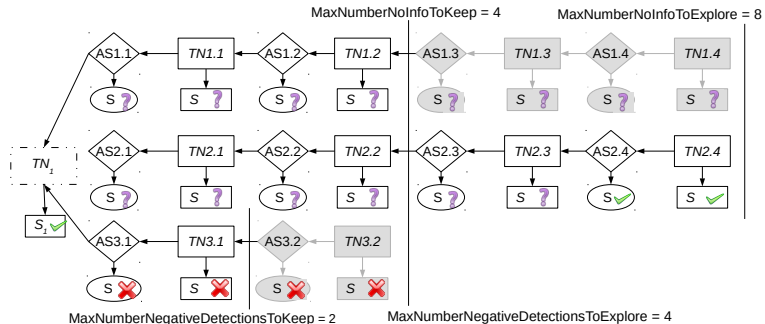 MaxNumberNoInfoToKeep = 4
MaxNumberNoInfoToExplore = 8
AS1.1 TN1.1 AS1.2 TN1.2 AS1.3 TN1.3 AS1.4 TN1.4
S ? S ? S ? S ? S ? S ? S ? S ?
AS2.1 TN2.1 AS2.2 TN2.2 AS2.3 TN2.3 AS2.4 TN2.4
TN1
S ? S ? S ? S ? S ? S ? S S
S1
AS3.1 TN3.1 AS3.2 TN3.2
S S S S
MaxNumberNegativeDetectionsToKeep = 2
MaxNumberNegativeDetectionsToExplore = 4